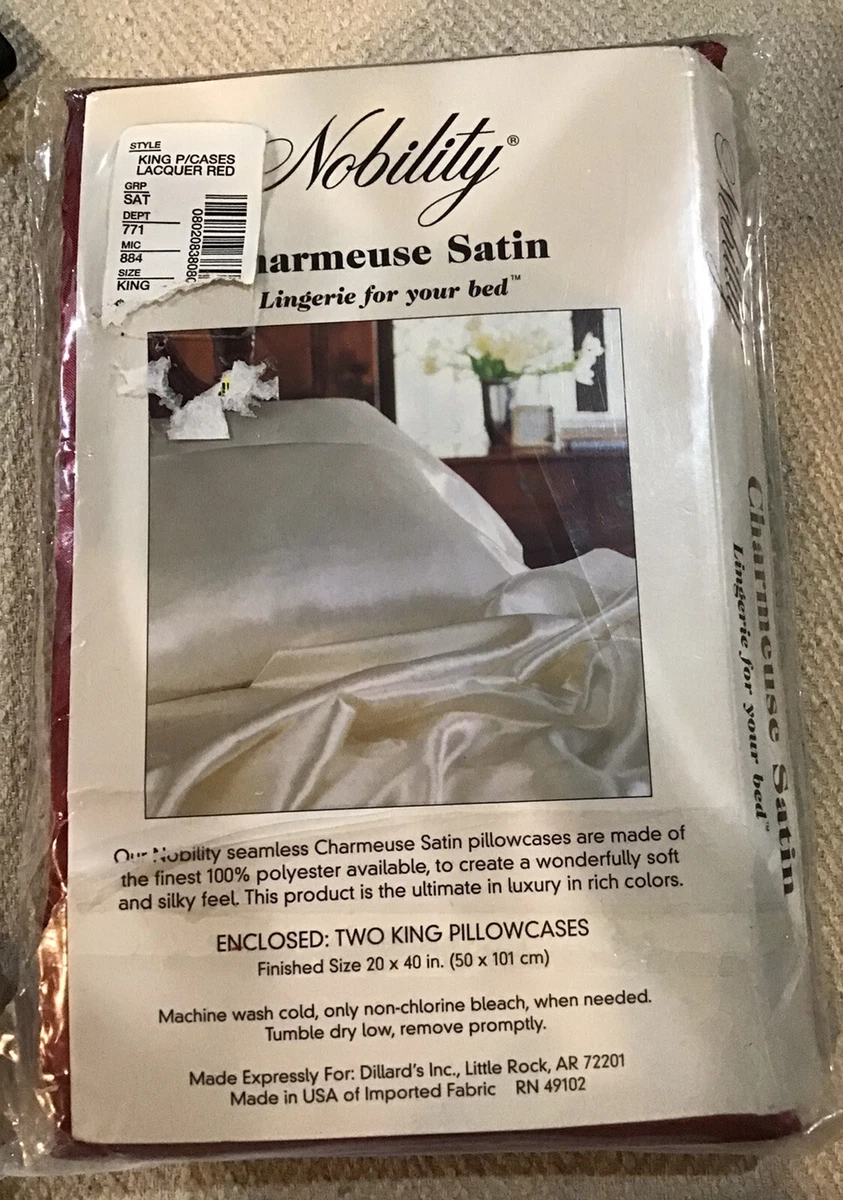 STYLE
KING P/CASES
LACQUER RED
GRP
SAT
DEPT
771
MIC
884
SIZE
KING
Nobility®
Charmeuse Satin
Lingerie for your bed™
Our Nobility seamless Charmeuse Satin pillowcases are made of
the finest 100% polyester available, to create a wonderfully soft
and silky feel. This product is the ultimate in luxury in rich colors.
ENCLOSED: TWO KING PILLOWCASES
Finished Size 20 x 40 in. (50 x 101 cm)
Machine wash cold, only non-chlorine bleach, when needed.
Tumble dry low, remove promptly.
Made Expressly For: Dillard's Inc., Little Rock, AR 72201
Made in USA of Imported Fabric RN 49102
Nobility
Charmeuse Satin
Lingerie for your bed™